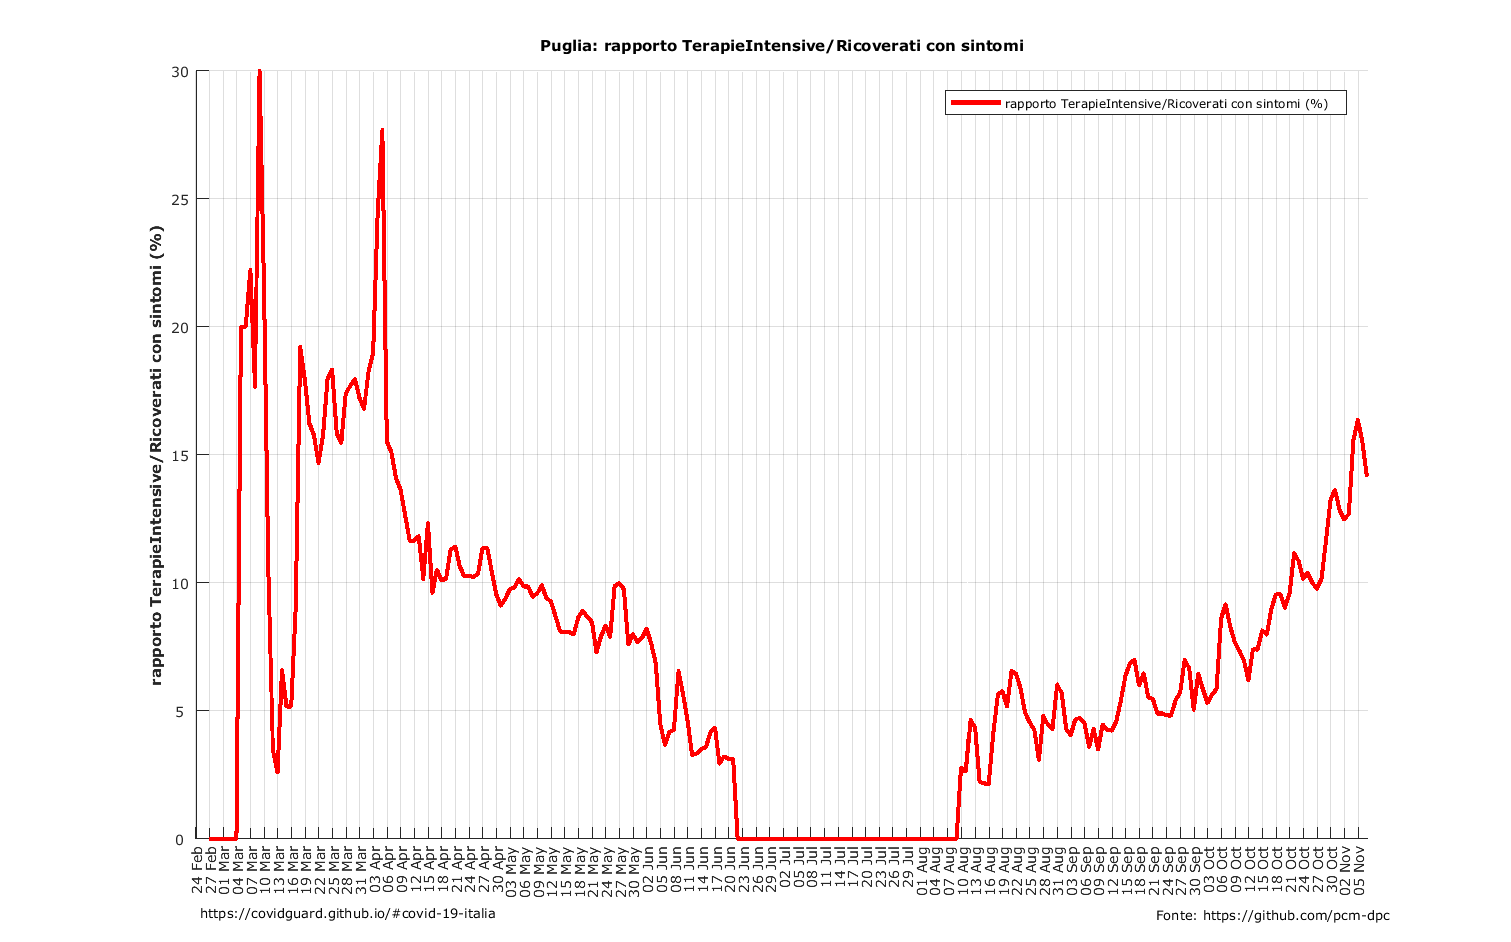 Puglia: rapporto TerapieIntensive/Ricoverati con sintomi
rapporto TerapieIntensive/Ricoverati con sintomi (%)
rapporto TerapieIntensive/Ricoverati con sintomi (%)
30
25
20
15
10
5
0
24 Feb
27 Feb
01 Mar
04 Mar
07 Mar
10 Mar
13 Mar
16 Mar
19 Mar
22 Mar
25 Mar
28 Mar
31 Mar
03 Apr
06 Apr
09 Apr
12 Apr
15 Apr
18 Apr
21 Apr
24 Apr
27 Apr
30 Apr
03 May
06 May
09 May
12 May
15 May
18 May
21 May
24 May
27 May
30 May
02 Jun
05 Jun
08 Jun
11 Jun
14 Jun
17 Jun
20 Jun
23 Jun
26 Jun
29 Jun
02 Jul
05 Jul
08 Jul
11 Jul
14 Jul
17 Jul
20 Jul
23 Jul
26 Jul
29 Jul
01 Aug
04 Aug
07 Aug
10 Aug
13 Aug
16 Aug
19 Aug
22 Aug
25 Aug
28 Aug
31 Aug
03 Sep
06 Sep
09 Sep
12 Sep
15 Sep
18 Sep
21 Sep
24 Sep
27 Sep
30 Sep
03 Oct
06 Oct
09 Oct
12 Oct
15 Oct
18 Oct
21 Oct
24 Oct
27 Oct
30 Oct
02 Nov
05 Nov
https://covidguard.github.io/#covid-19-italia
Fonte: https://github.com/pcm-dpc